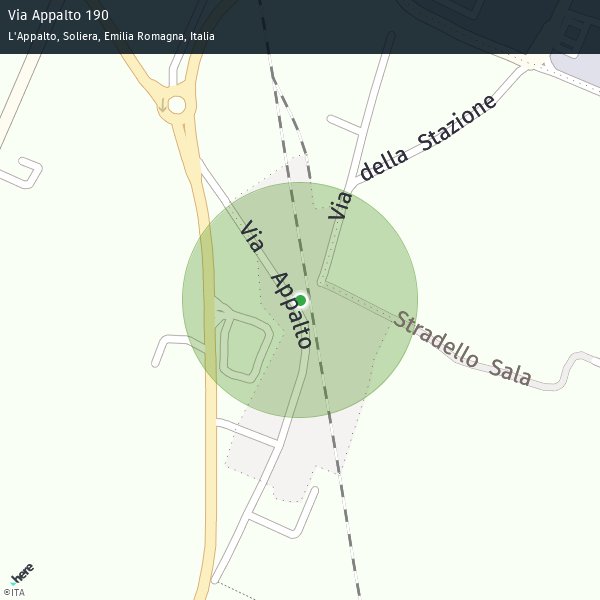 Via Appalto 190
L'Appalto, Soliera, Emilia Romagna, Italia
Via della Stazione
Via Appalto
Stradello Sala
here
©ITA